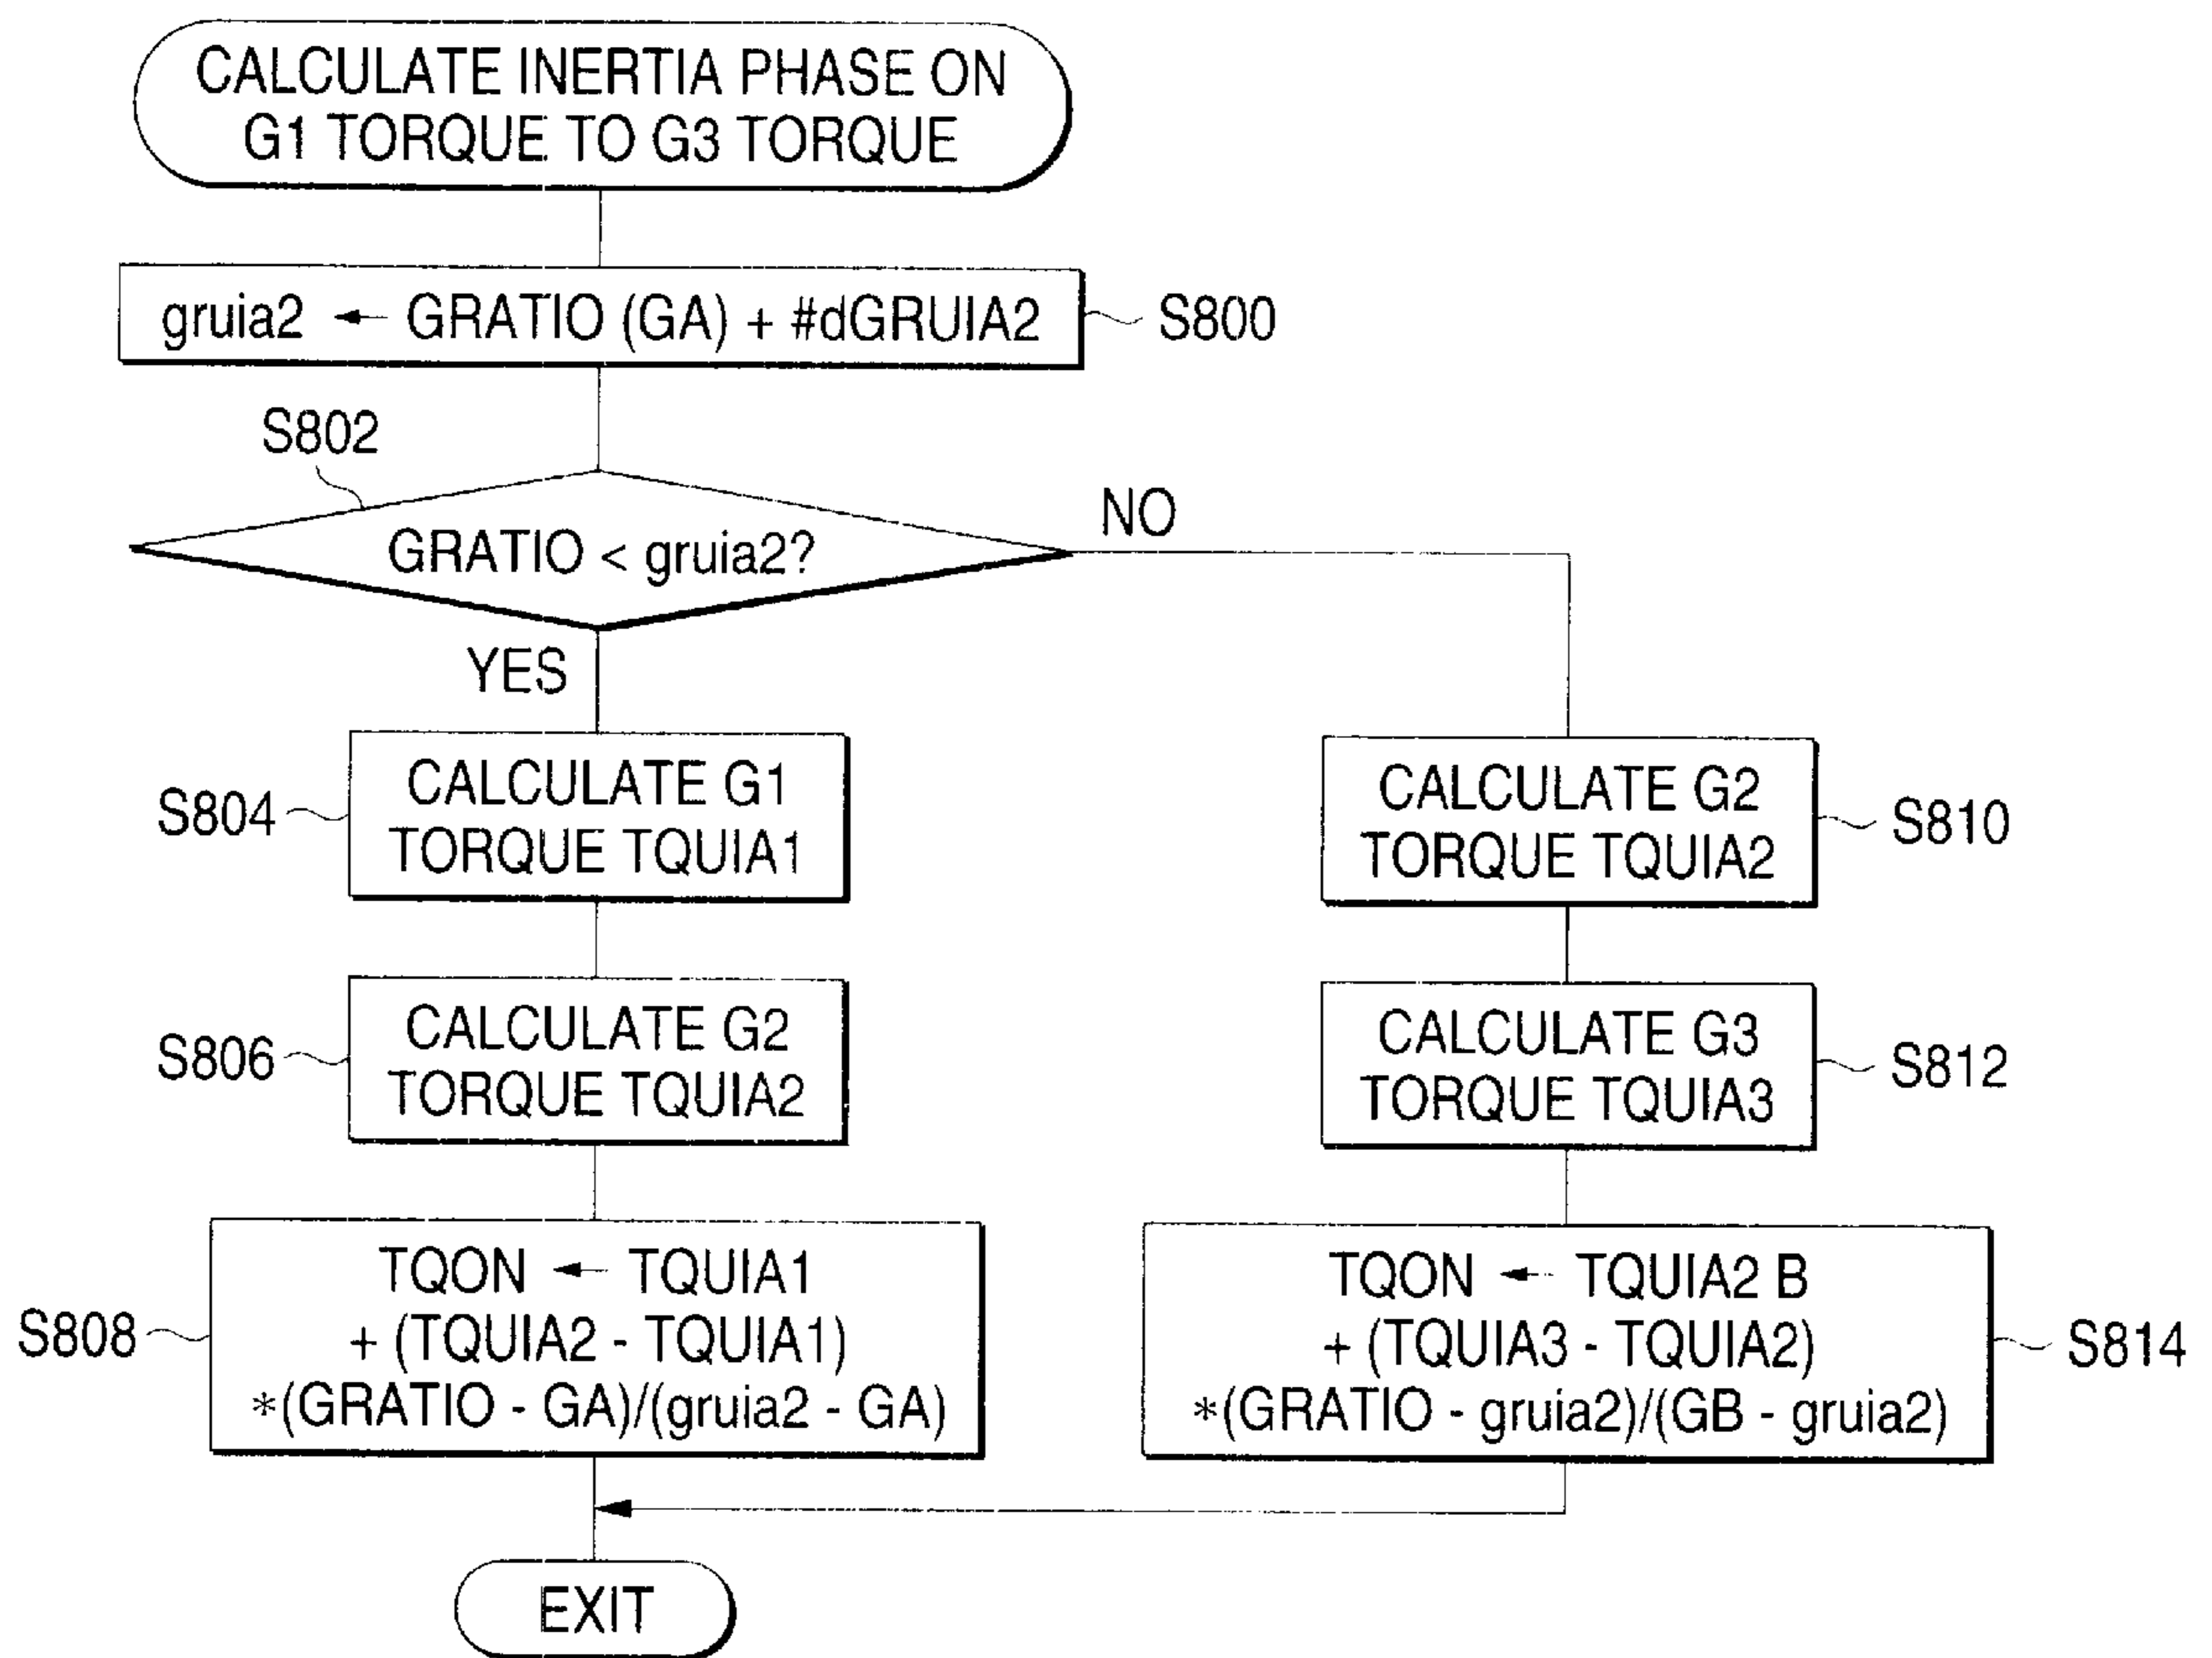 CALCULATE INERTIA PHASE ON
G1 TORQUE TO G3 TORQUE
gruia2 ← GRATIO (GA) + #dGRUIA2
S800
S802
GRATIO < gruia2?
NO
YES
S804
CALCULATE G1
TORQUE TQUIA1
S806
CALCULATE G2
TORQUE TQUIA2
S808
TQON ← TQUIA1
+ (TQUIA2 - TQUIA1)
*(GRATIO - GA)/(gruia2 - GA)
CALCULATE G2
TORQUE TQUIA2
S810
CALCULATE G3
TORQUE TQUIA3
S812
TQON ← TQUIA2 B
+ (TQUIA3 - TQUIA2)
*(GRATIO - gruia2)/(GB - gruia2)
S814
EXIT